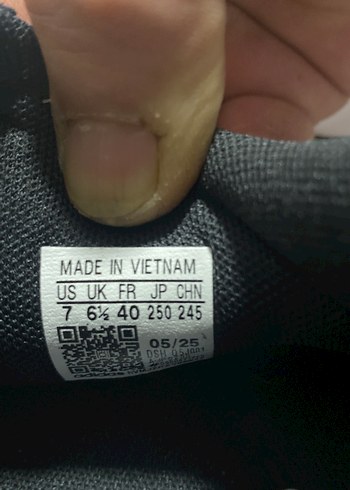 MADE IN VIETNAM
US UK FR JP CHN
7 6½ 40 250 245
05/25